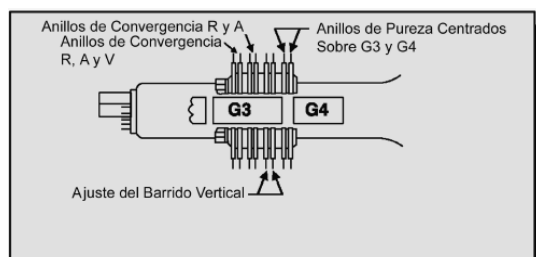 Anillos de Convergencia R y A
Anillos de Convergencia
R, A y V
Anillos de Pureza Centrados
Sobre G3 y G4
G3
G4
Ajuste del Barrido Vertical